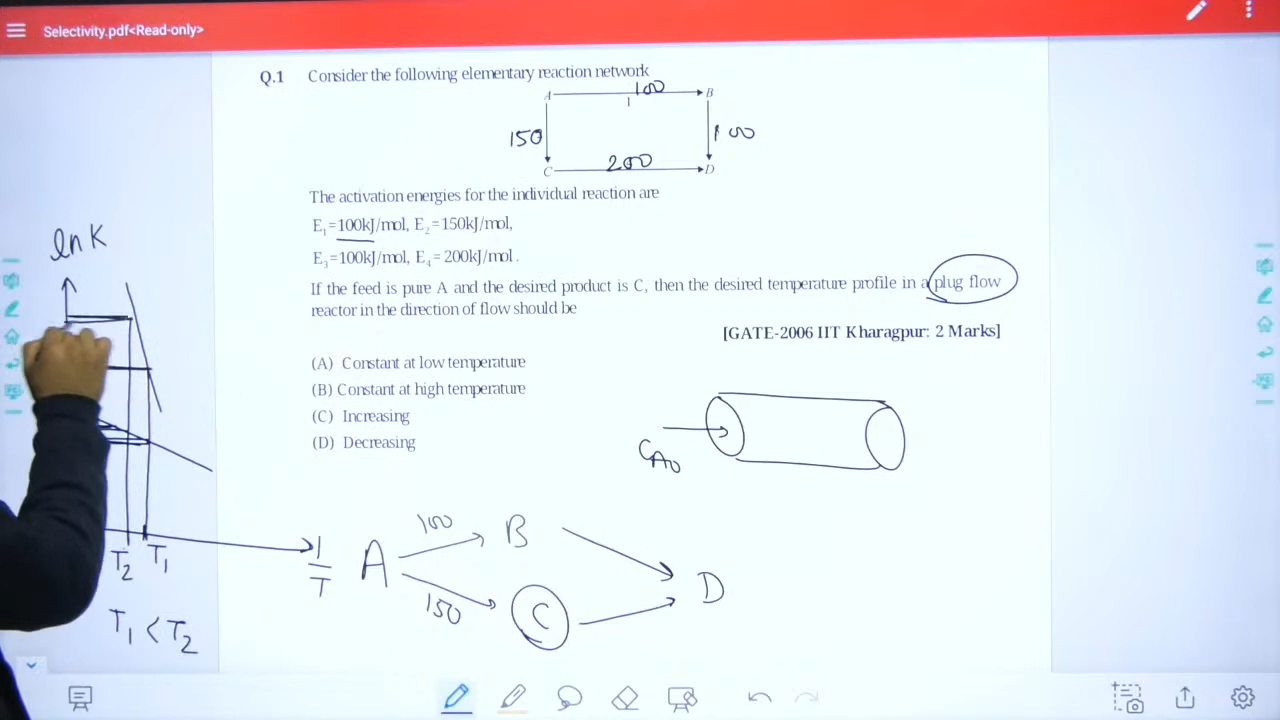 Selectivity.pdf<Read-only>
Q.1 Consider the following elementary reaction network
A 100 B
1
150 100
C 200 D
The activation energies for the individual reaction are
E₁=100kJ/mol, E₂=150kJ/mol,
E₃=100kJ/mol, E₄=200kJ/mol.
If the feed is pure A and the desired product is C, then the desired temperature profile in a plug flow
reactor in the direction of flow should be
[GATE-2006 IIT Kharagpur: 2 Marks]
(A) Constant at low temperature
(B) Constant at high temperature
(C) Increasing
(D) Decreasing
ln K
C_A0
T₂ T₁
1/T
T₁ < T₂
A 100 B
150 C
D